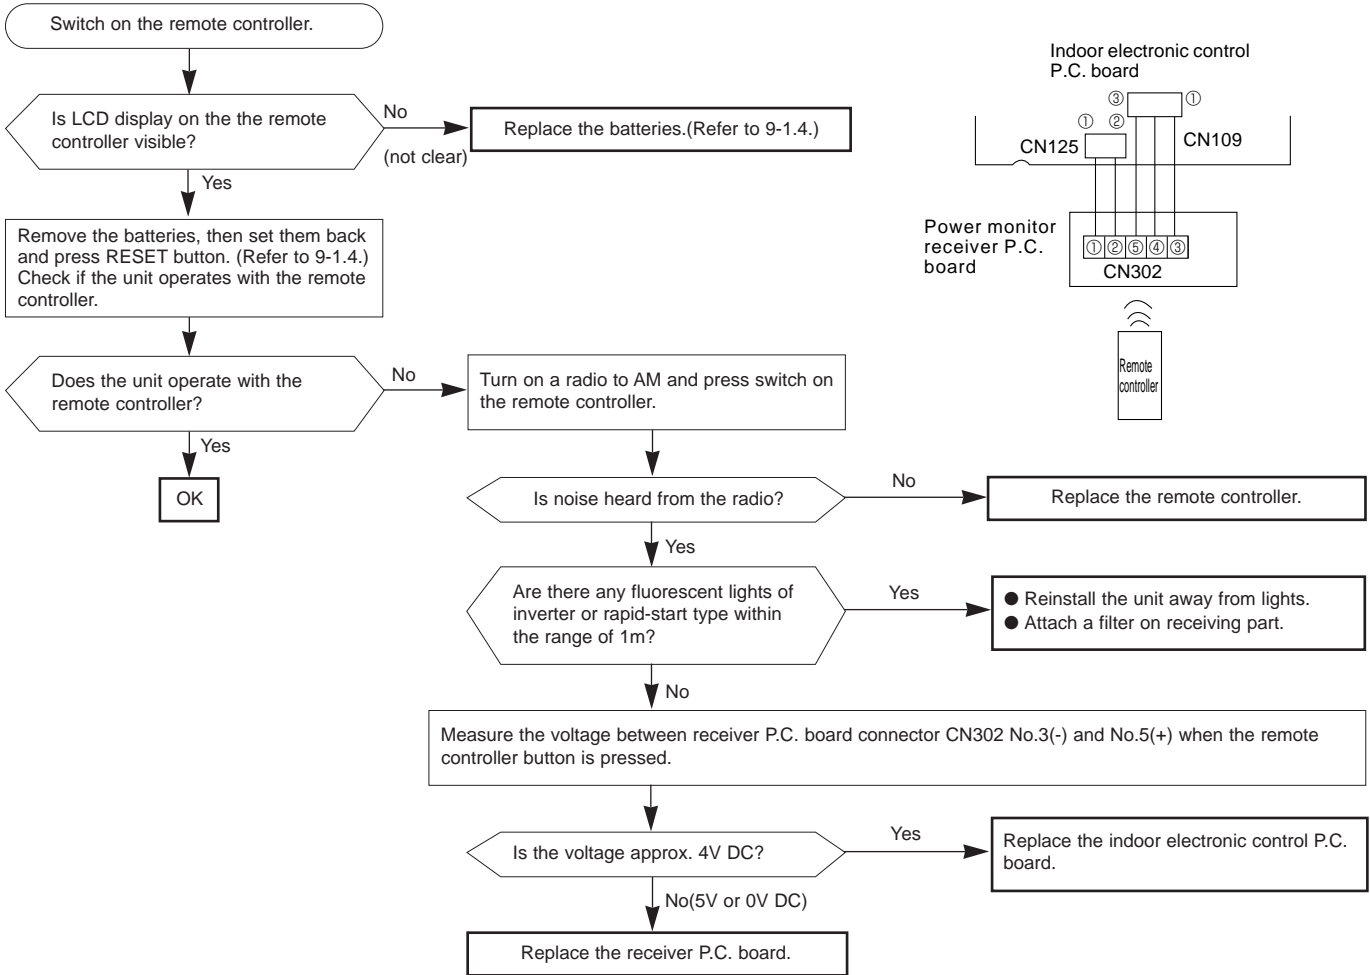 Switch on the remote controller.
Is LCD display on the the remote
controller visible?
No
(not clear)
Replace the batteries.(Refer to 9-1.4.)
Yes
Remove the batteries, then set them back
and press RESET button. (Refer to 9-1.4.)
Check if the unit operates with the remote
controller.
Does the unit operate with the
remote controller?
No
Yes
OK
Turn on a radio to AM and press switch on
the remote controller.
Is noise heard from the radio?
No
Replace the remote controller.
Yes
Are there any fluorescent lights of
inverter or rapid-start type within
the range of 1m?
Yes
● Reinstall the unit away from lights.
● Attach a filter on receiving part.
No
Measure the voltage between receiver P.C. board connector CN302 No.3(-) and No.5(+) when the remote
controller button is pressed.
Is the voltage approx. 4V DC?
Yes
Replace the indoor electronic control P.C.
board.
No(5V or 0V DC)
Replace the receiver P.C. board.
Indoor electronic control
P.C. board
③ ①
① ②
CN125
CN109
Power monitor
receiver P.C.
board
① ② ⑤ ④ ③
CN302
Remote
controller